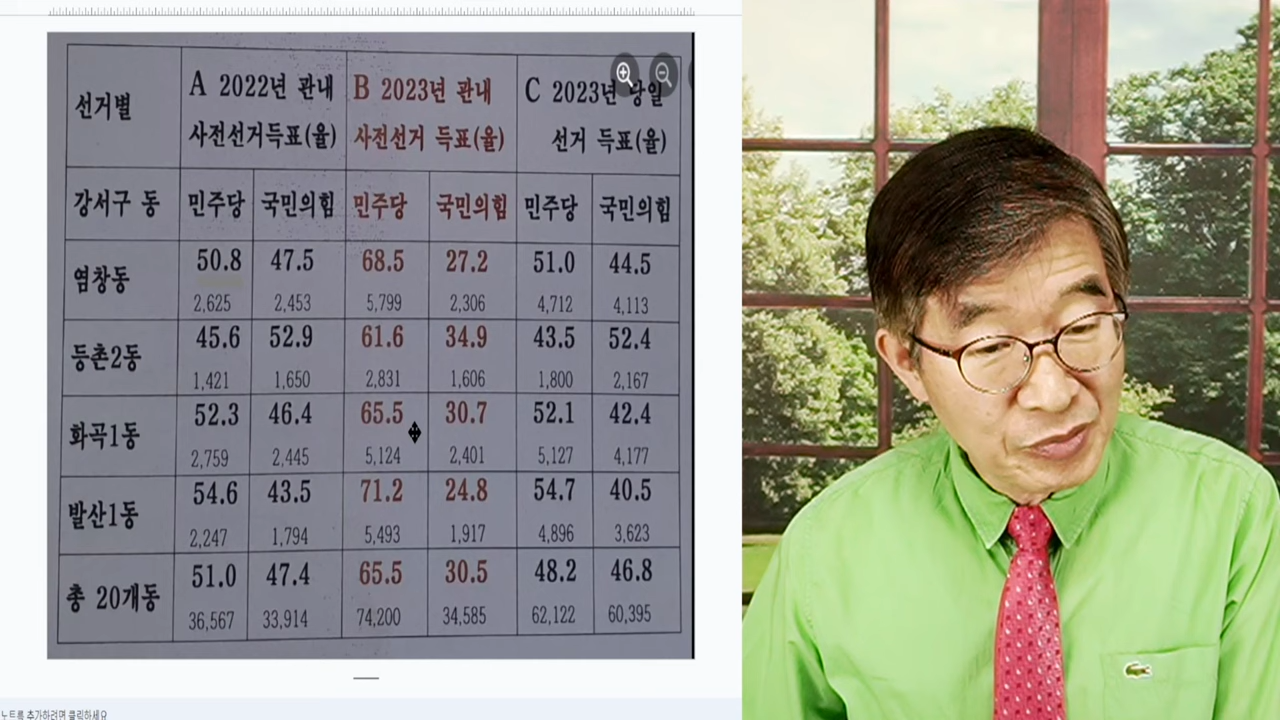 선거별 A 2022년 관내 사전선거득표(율) B 2023년 관내 사전선거 득표(율) C 2023년 당일 선거 득표(율)
강서구 동 민주당 국민의힘 민주당 국민의힘 민주당 국민의힘
염창동 50.8 47.5 68.5 27.2 51.0 44.5
2,625 2,453 5,799 2,306 4,712 4,113
등촌2동 45.6 52.9 61.6 34.9 43.5 52.4
1,421 1,650 2,831 1,606 1,800 2,167
화곡1동 52.3 46.4 65.5 30.7 52.1 42.4
2,759 2,445 5,124 2,401 5,127 4,177
발산1동 54.6 43.5 71.2 24.8 54.7 40.5
2,247 1,794 5,493 1,917 4,896 3,623
총 20개동 51.0 47.4 65.5 30.5 48.2 46.8
36,567 33,914 74,200 34,585 62,122 60,395
노트를 추가하려면 클릭하세요